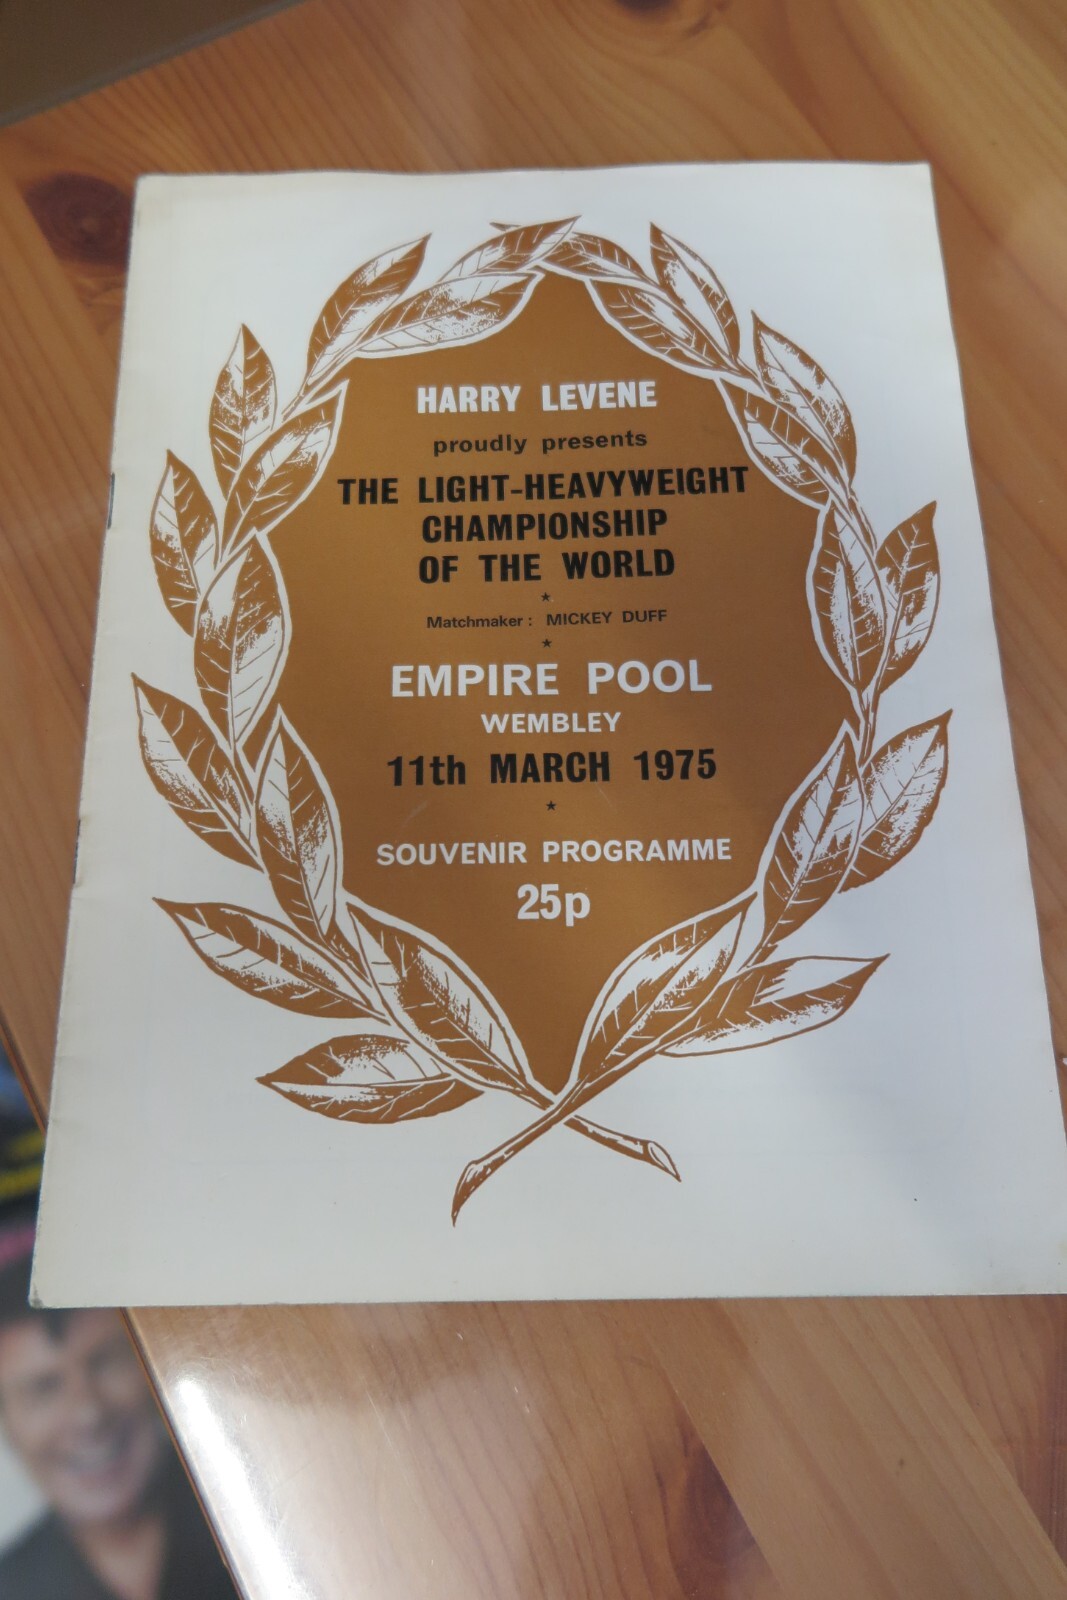 HARRY LEVENE
proudly presents
THE LIGHT-HEAVYWEIGHT
CHAMPIONSHIP
OF THE WORLD
Matchmaker : MICKEY DUFF
EMPIRE POOL
WEMBLEY
11th MARCH 1975
SOUVENIR PROGRAMME
25p